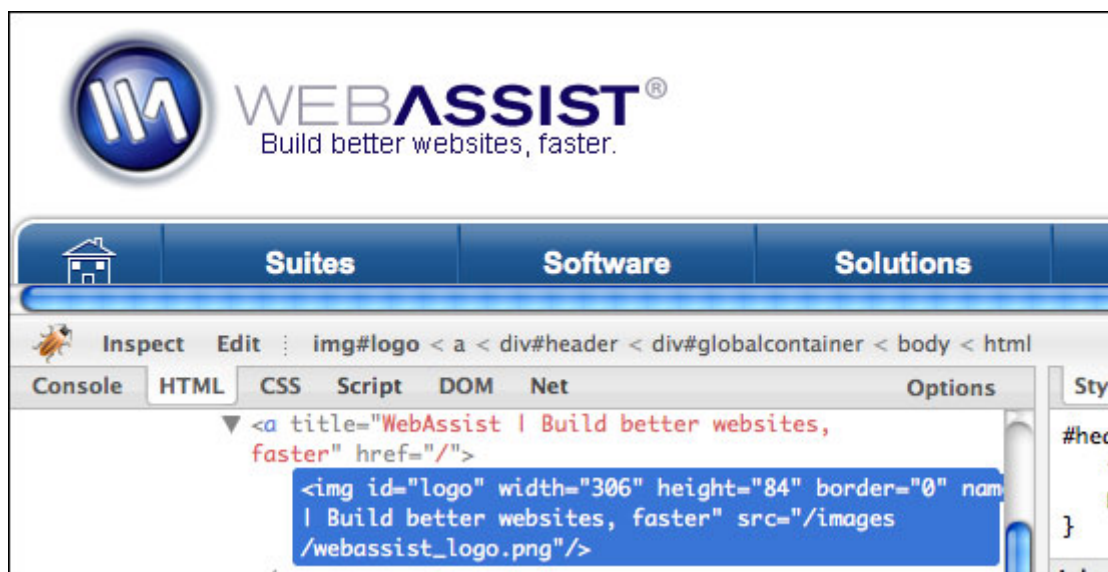 WEBASSIST®
Build better websites, faster.
Suites Software Solutions
Inspect Edit img#logo < a < div#header < div#globalcontainer < body < html
Console HTML CSS Script DOM Net Options
<a title="WebAssist | Build better websites,
faster" href="/">
<img id="logo" width="306" height="84" border="0" nam
| Build better websites, faster" src="/images
/webassist_logo.png"/>
Sty
#hea
}